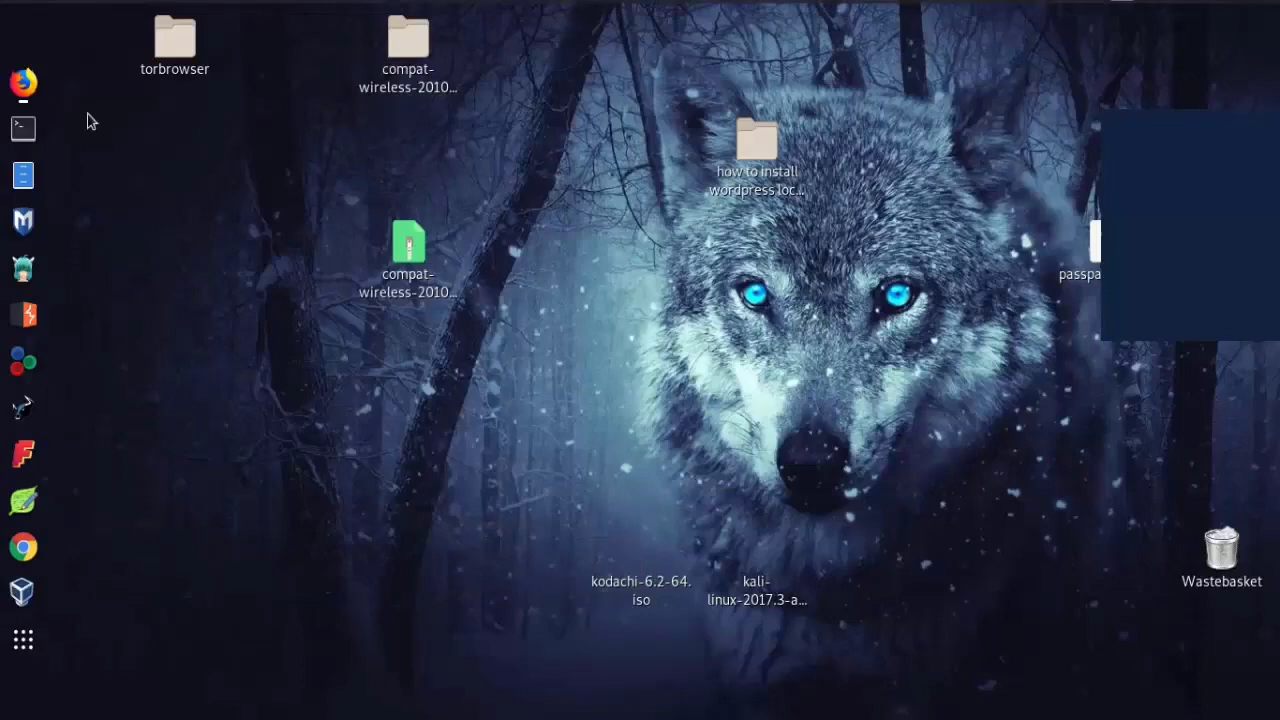 torbrowser
compat-
wireless-2010...
how to install
wordpress loc...
compat-
wireless-2010...
passpa
kodachi-6.2-64.
iso
kali-
linux-2017.3-a...
Wastebasket